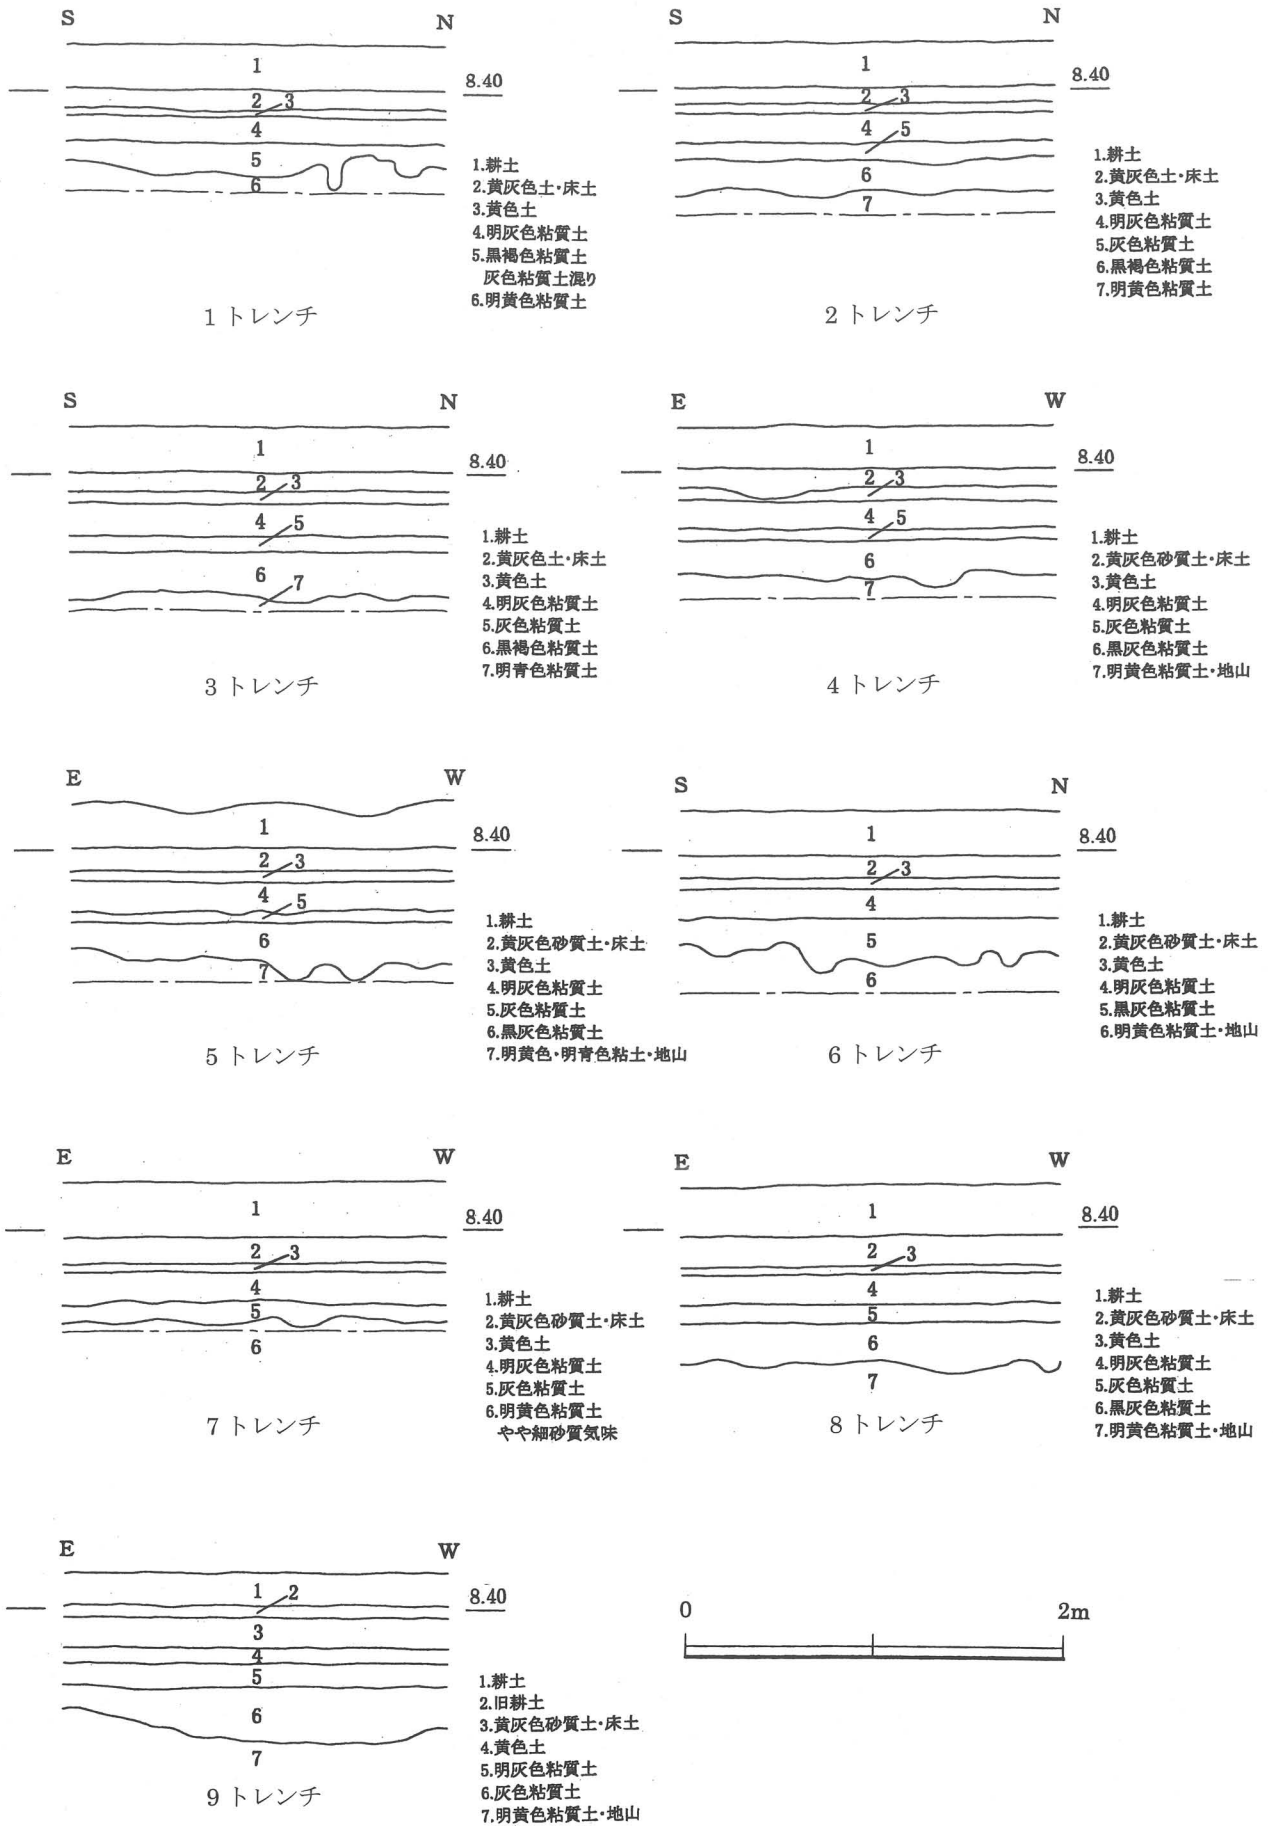 S N
1
8.40
2 3
4
5
6
1.耕土
2.黄灰色土・床土
3.黄色土
4.明灰色粘質土
5.黒褐色粘質土
灰色粘質土混り
6.明黄色粘質土
1 トレンチ
S N
1
8.40
2 3
4 5
6
7
1.耕土
2.黄灰色土・床土
3.黄色土
4.明灰色粘質土
5.灰色粘質土
6.黒褐色粘質土
7.明黄色粘質土
2 トレンチ
S N
1
8.40
2 3
4 5
6 7
1.耕土
2.黄灰色土・床土
3.黄色土
4.明灰色粘質土
5.灰色粘質土
6.黒褐色粘質土
7.明青色粘質土
3 トレンチ
E W
1
8.40
2 3
4 5
6
7
1.耕土
2.黄灰色砂質土・床土
3.黄色土
4.明灰色粘質土
5.灰色粘質土
6.黒灰色粘質土
7.明黄色粘質土・地山
4 トレンチ
E W
1
8.40
2 3
4 5
6
7
1.耕土
2.黄灰色砂質土・床土
3.黄色土
4.明灰色粘質土
5.灰色粘質土
6.黒灰色粘質土
7.明黄色・明青色粘土・地山
5 トレンチ
S N
1
8.40
2 3
4
5
6
1.耕土
2.黄灰色砂質土・床土
3.黄色土
4.明灰色粘質土
5.黒灰色粘質土
6.明黄色粘質土・地山
6 トレンチ
E W
1
8.40
2 3
4
5
6
1.耕土
2.黄灰色砂質土・床土
3.黄色土
4.明灰色粘質土
5.灰色粘質土
6.明黄色粘質土
やや細砂質気味
7 トレンチ
E W
1
8.40
2 3
4
5
6
7
1.耕土
2.黄灰色砂質土・床土
3.黄色土
4.明灰色粘質土
5.灰色粘質土
6.黒灰色粘質土
7.明黄色粘質土・地山
8 トレンチ
E W
1 2
8.40
3
4
5
6
7
1.耕土
2.旧耕土
3.黄灰色砂質土・床土
4.黄色土
5.明灰色粘質土
6.灰色粘質土
7.明黄色粘質土・地山
9 トレンチ
0 2m